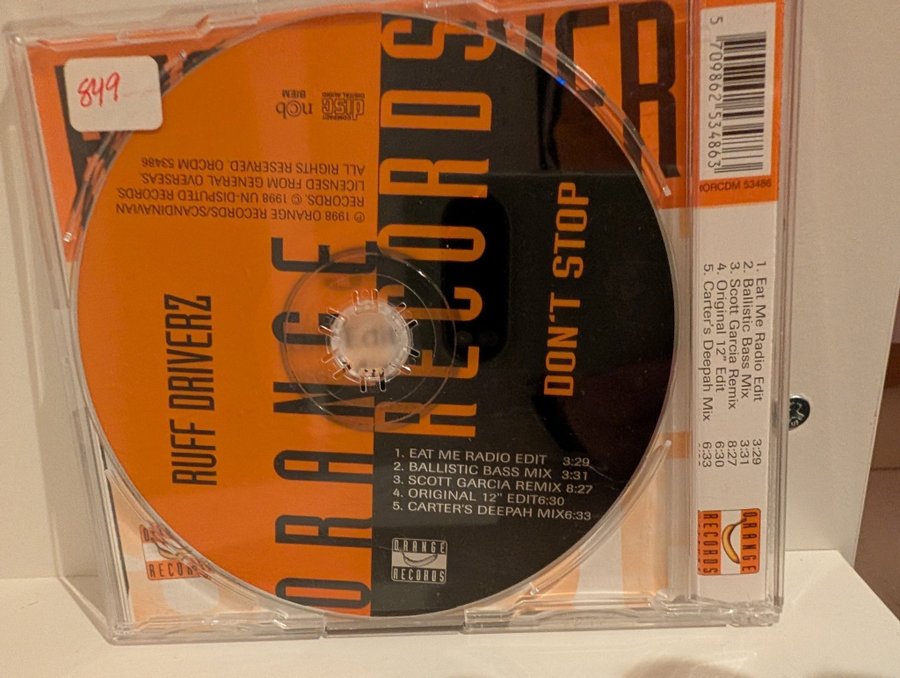 849
COMPACT
disc
DIGITAL AUDIO
ncb
BIEM
℗ 1998 ORANGE RECORDS/SCANDINAVIAN
RECORDS. © 1998 UN-DISPUTED RECORDS.
LICENSED FROM GENERAL OVERSEAS.
ALL RIGHTS RESERVED. ORCDM 53486
RUFF DRIVERZ
ORANGE
RECORDS
DON'T STOP
1. EAT ME RADIO EDIT 3:29
2. BALLISTIC BASS MIX 3:31
3. SCOTT GARCIA REMIX 8:27
4. ORIGINAL 12" EDIT 6:30
5. CARTER'S DEEPAH MIX 6:33
ORANGE
RECORDS
RECORDS
Edit
5 709862 534863
ORCDM 53486
1. Eat Me Radio Edit 3:29
2. Ballistic Bass Mix 3:31
3. Scott Garcia Remix 8:27
4. Original 12" Edit 6:30
5. Carter's Deepah Mix 6:33
ORANGE
RECORDS